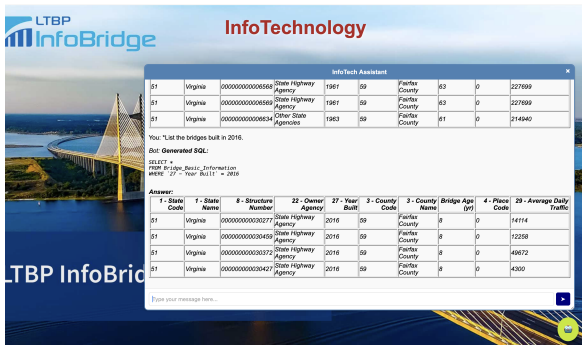 LTBP
InfoBridge
InfoTechnology
InfoTech Assistant
×
51 Virginia 000000000006568 State Highway Agency 1961 59 Fairfax County 63 0 227699
51 Virginia 000000000006569 State Highway Agency 1961 59 Fairfax County 63 0 227699
51 Virginia 000000000006634 Other State Agencies 1963 59 Fairfax County 61 0 214940
You: "List the bridges built in 2016.
Bot: Generated SQL:
SELECT *
FROM Bridge_Basic_Information
WHERE `27 - Year Built` = 2016
Answer:
1 - State Code 1 - State Name 8 - Structure Number 22 - Owner Agency 27 - Year Built 3 - County Code 3 - County Name Bridge Age (yr) 4 - Place Code 29 - Average Daily Traffic
51 Virginia 000000000030277 State Highway Agency 2016 59 Fairfax County 8 0 14114
51 Virginia 000000000030459 State Highway Agency 2016 59 Fairfax County 8 0 12258
51 Virginia 000000000030373 State Highway Agency 2016 59 Fairfax County 8 0 49672
51 Virginia 000000000030427 State Highway Agency 2016 59 Fairfax County 8 0 4300
LTBP InfoBrid
Type your message here...